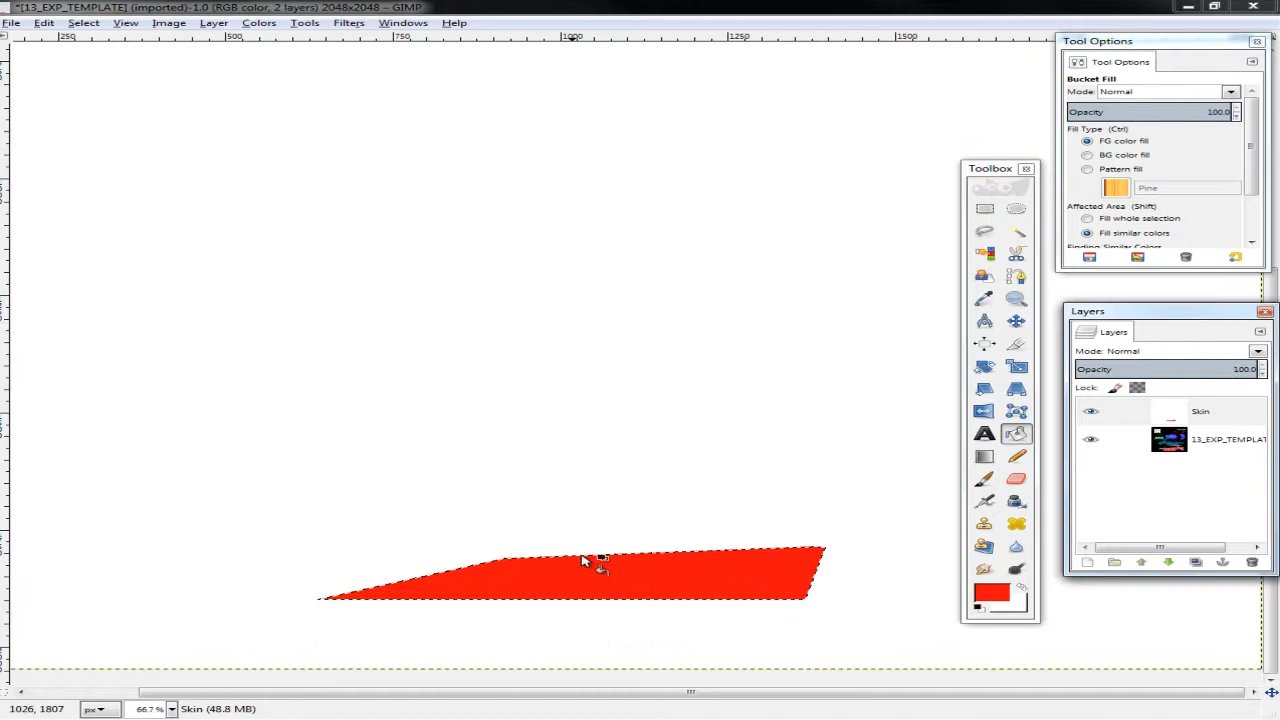 *[13_EXP_TEMPLATE] (imported)-1.0 (RGB color, 2 layers) 2048x2048 – GIMP
File Edit Select View Image Layer Colors Tools Filters Windows Help
250 500 750 1000 1250 1500
Tool Options
Tool Options
Bucket Fill
Mode: Normal
Opacity 100.0
Fill Type (Ctrl)
FG color fill
BG color fill
Pattern fill
Pine
Affected Area (Shift)
Fill whole selection
Fill similar colors
Finding Similar Colors
Toolbox
Layers
Layers
Mode: Normal
Opacity 100.0
Lock:
Skin
13_EXP_TEMPLAT
1026, 1807 px 66.7 % Skin (48.8 MB)